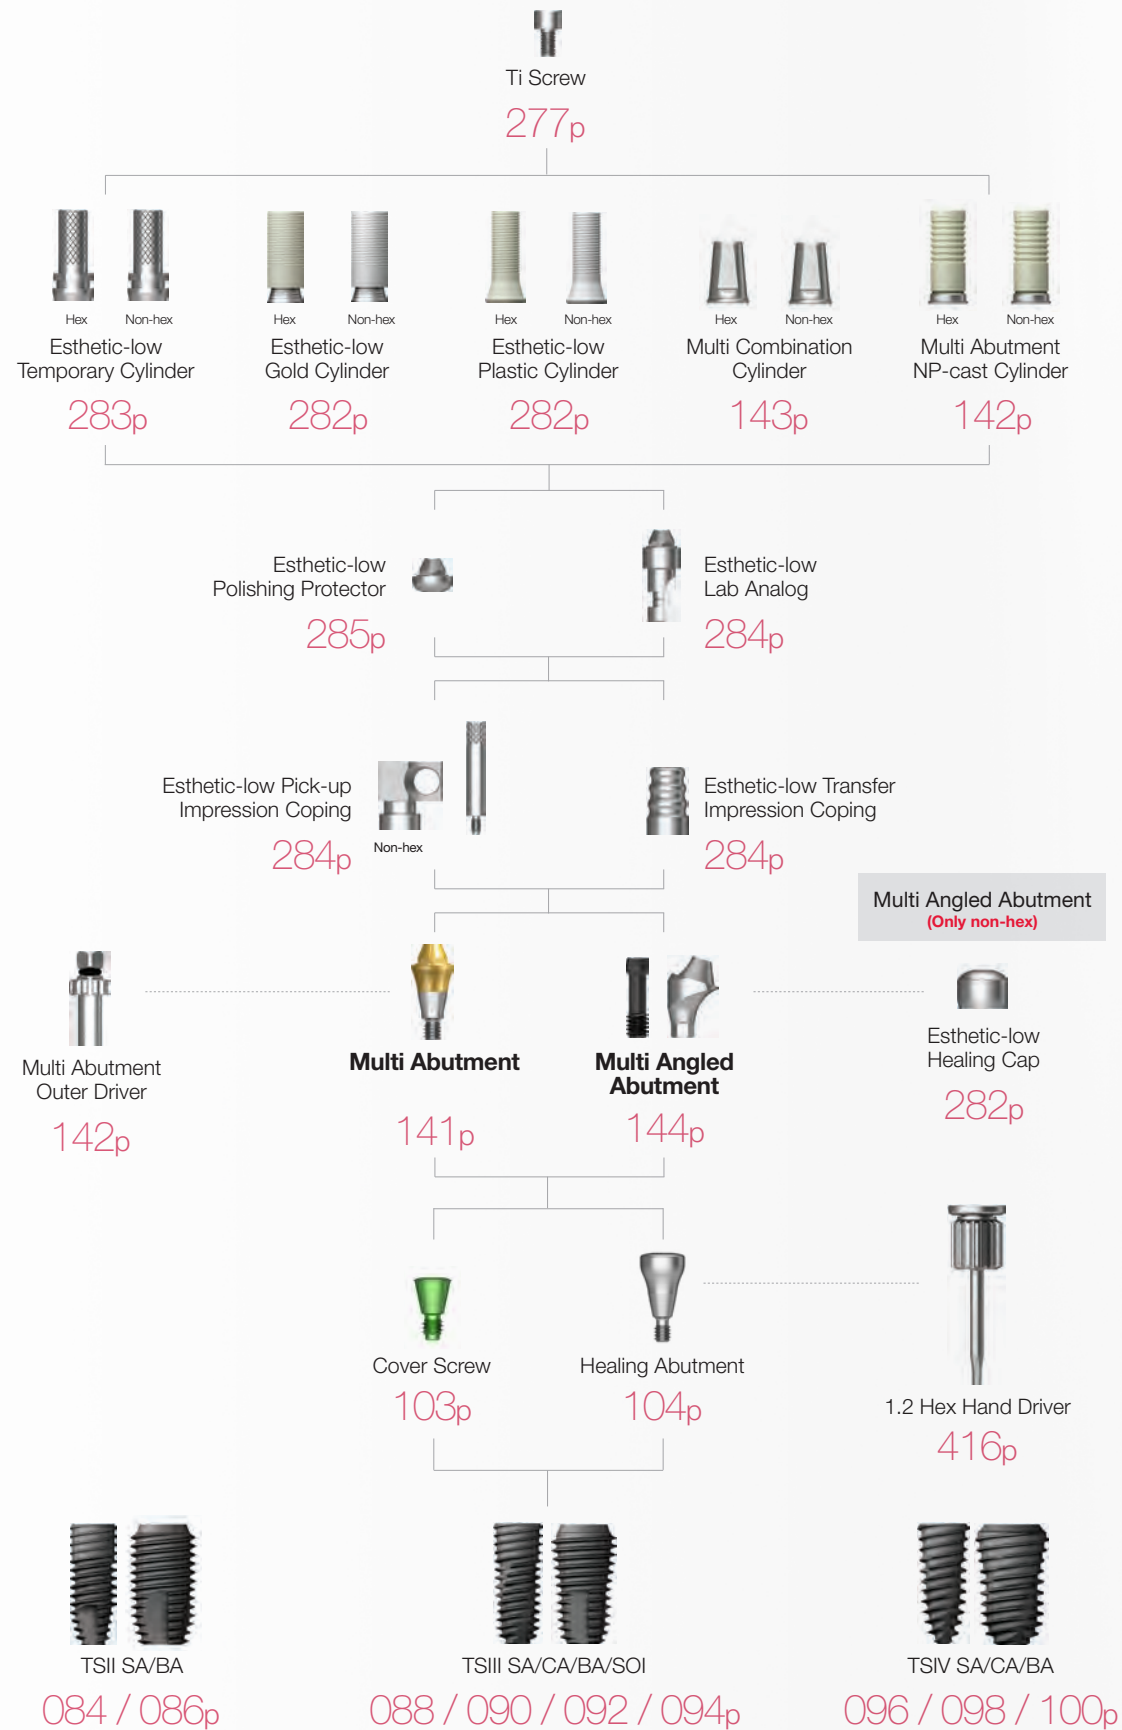 Ti Screw
277p
Hex Non-hex
Esthetic-low
Temporary Cylinder
283p
Hex Non-hex
Esthetic-low
Gold Cylinder
282p
Hex Non-hex
Esthetic-low
Plastic Cylinder
282p
Hex Non-hex
Multi Combination
Cylinder
143p
Hex Non-hex
Multi Abutment
NP-cast Cylinder
142p
Esthetic-low
Polishing Protector
285p
Esthetic-low
Lab Analog
284p
Esthetic-low Pick-up
Impression Coping
284p
Non-hex
Esthetic-low Transfer
Impression Coping
284p
Multi Angled Abutment
(Only non-hex)
Multi Abutment
Outer Driver
142p
Multi Abutment
141p
Multi Angled
Abutment
144p
Esthetic-low
Healing Cap
282p
Cover Screw
103p
Healing Abutment
104p
1.2 Hex Hand Driver
416p
TSII SA/BA
084 / 086p
TSIII SA/CA/BA/SOI
088 / 090 / 092 / 094p
TSIV SA/CA/BA
096 / 098 / 100p